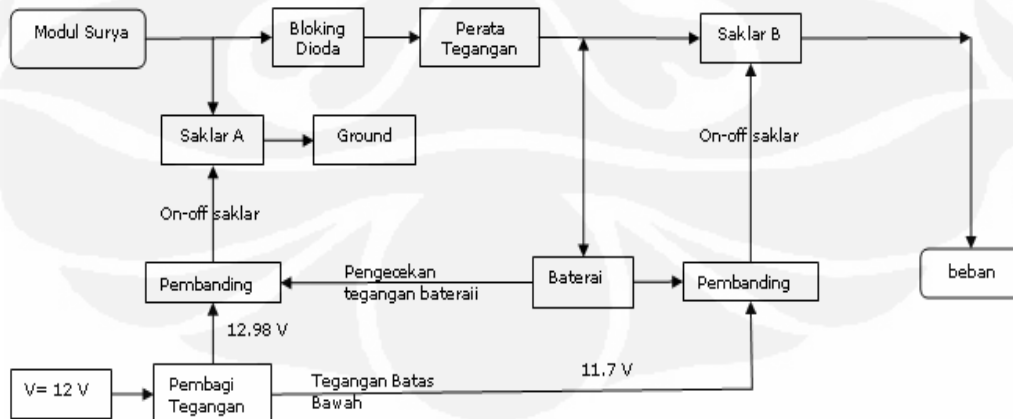 Modul Surya
Bloking
Dioda
Perata
Tegangan
Saklar B
Saklar A
Ground
On-off saklar
On-off saklar
Pembanding
Pengecekan
tegangan bateraii
Baterai
Pembanding
beban
12.98 V
V= 12 V
Pembagi
Tegangan
Tegangan Batas
Bawah
11.7 V